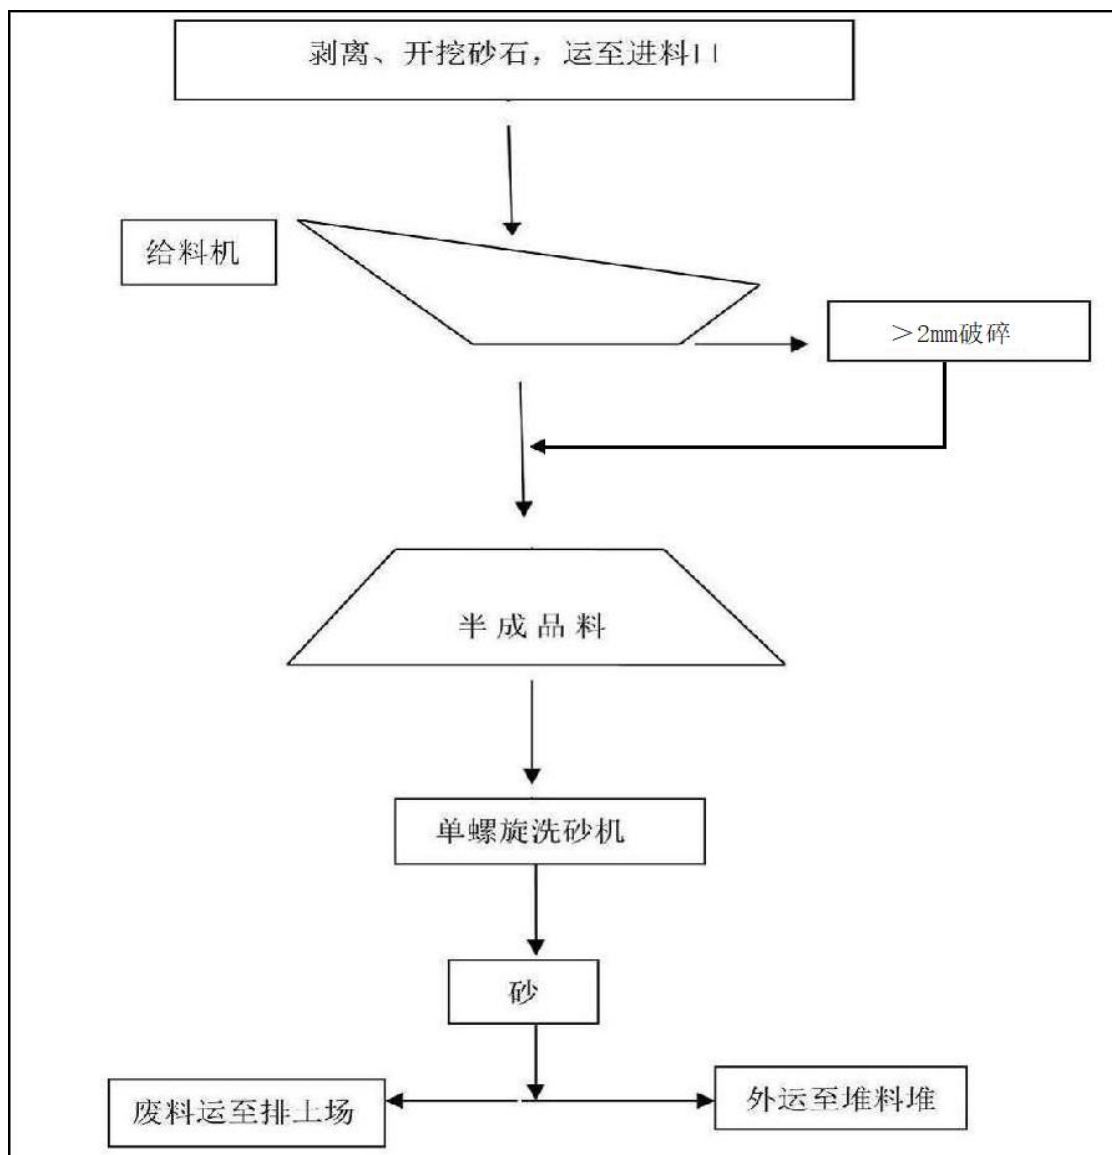 剥离、开挖砂石，运至进料口
给料机
＞2mm破碎
半成品料
单螺旋洗砂机
砂
废料运至排土场
外运至堆料堆